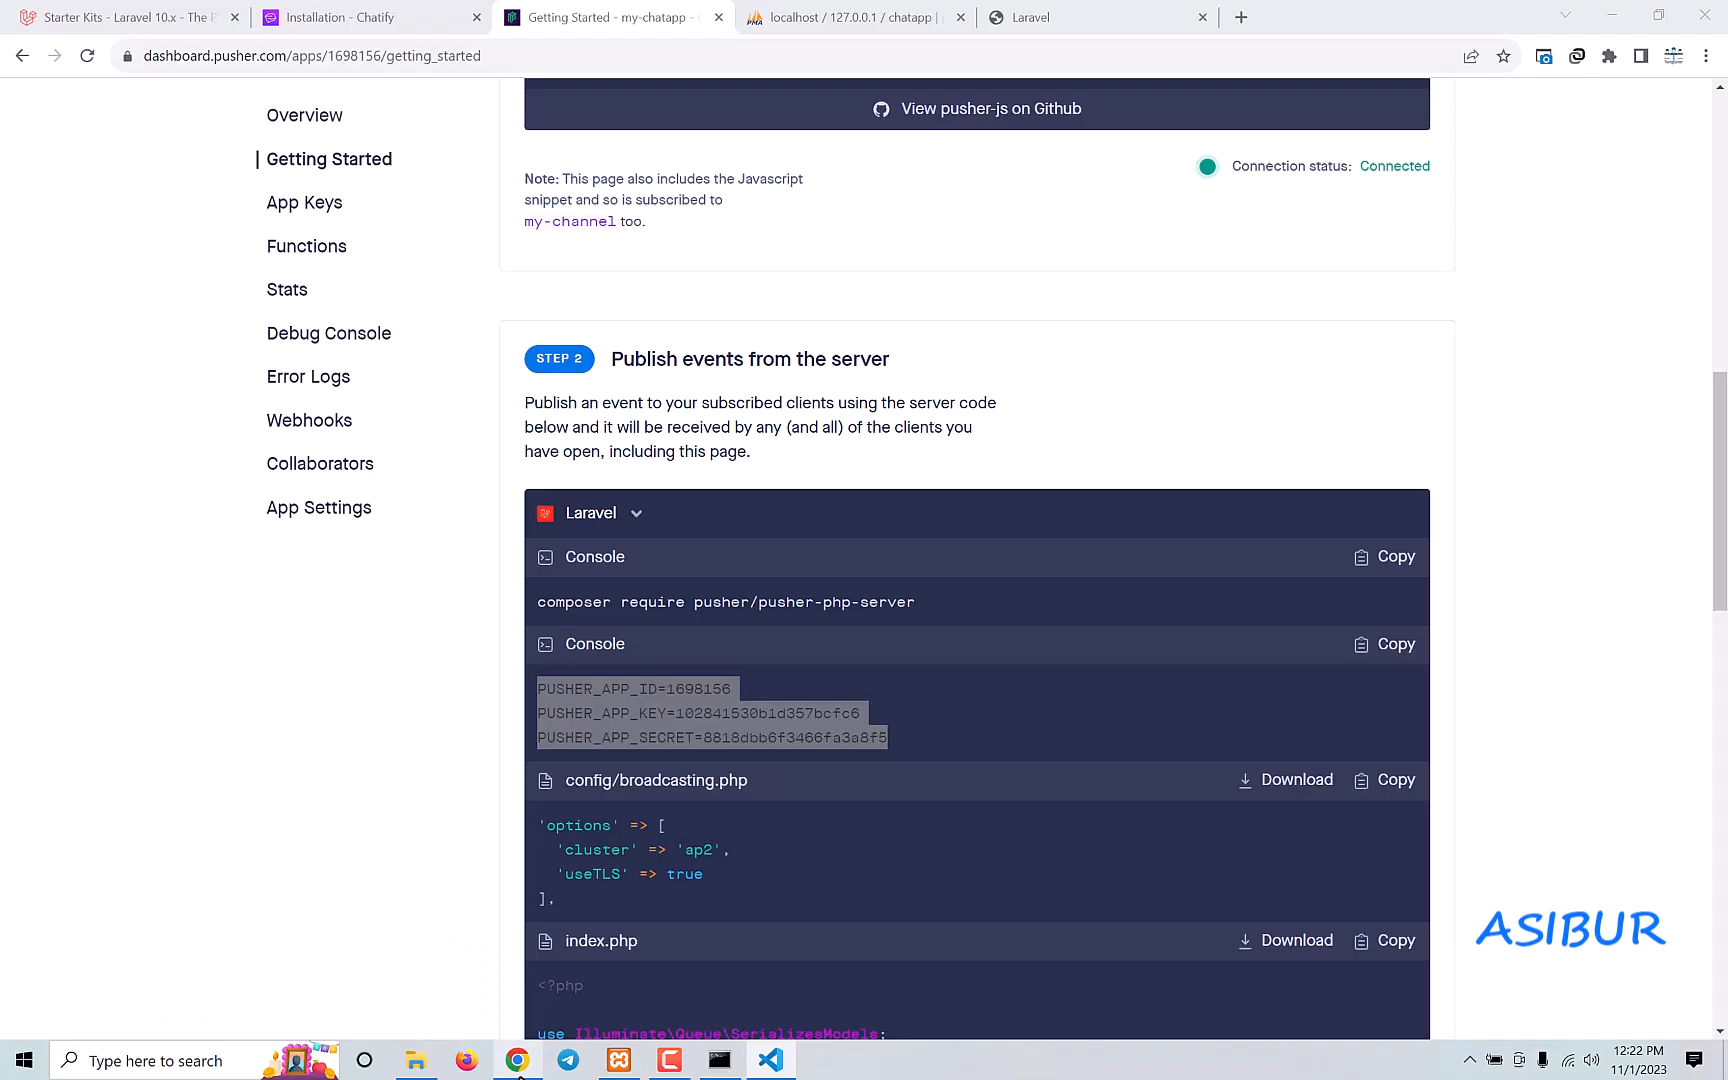 Starter Kits - Laravel 10.x - The P
Installation - Chatify
Getting Started - my-chatapp -
localhost / 127.0.0.1 / chatapp |
Laravel
dashboard.pusher.com/apps/1698156/getting_started
Overview
Getting Started
App Keys
Functions
Stats
Debug Console
Error Logs
Webhooks
Collaborators
App Settings
View pusher-js on Github
Note: This page also includes the Javascript
snippet and so is subscribed to
my-channel too.
Connection status: Connected
STEP 2 Publish events from the server
Publish an event to your subscribed clients using the server code
below and it will be received by any (and all) of the clients you
have open, including this page.
Laravel
Console Copy
composer require pusher/pusher-php-server
Console Copy
PUSHER_APP_ID=1698156
PUSHER_APP_KEY=102841530b1d357bcfc6
PUSHER_APP_SECRET=8818dbb6f3466fa3a8f5
config/broadcasting.php Download Copy
'options' => [
'cluster' => 'ap2',
'useTLS' => true
],
index.php Download Copy
<?php
use Illuminate\Queue\SerializesModels;
ASIBUR
Type here to search
12:22 PM
11/1/2023